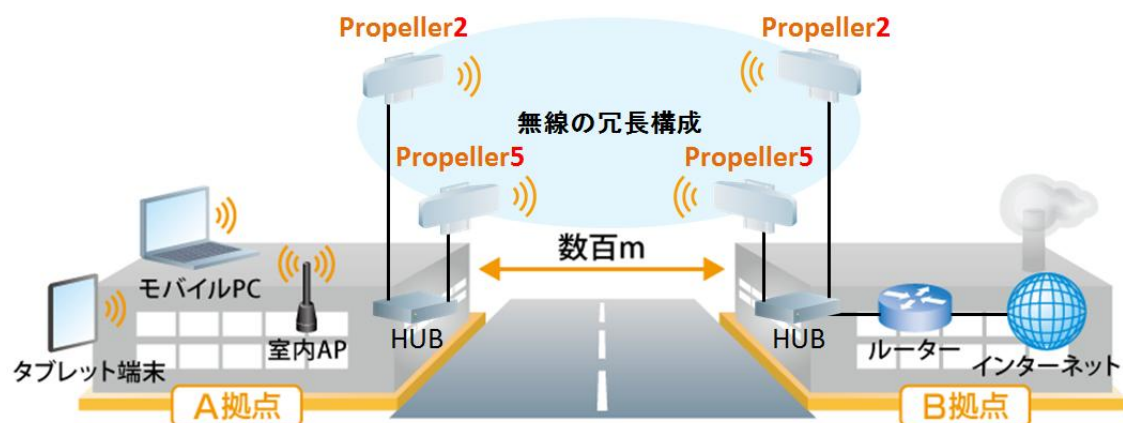 Propeller2
Propeller2
無線の冗長構成
Propeller5
Propeller5
数百m
モバイルPC
タブレット端末
室内AP
HUB
HUB
ルーター
インターネット
A拠点
B拠点